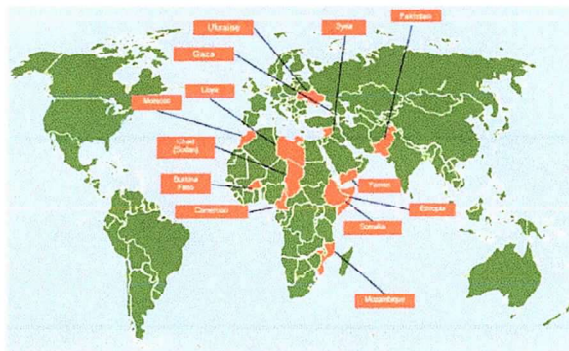 Ukraine
Syria
Pakistan
Greece
Libya
Morocco
Chad
(Sudan)
Burkina
Faso
Cameroon
Yemen
Ethiopia
Somalia
Mozambique